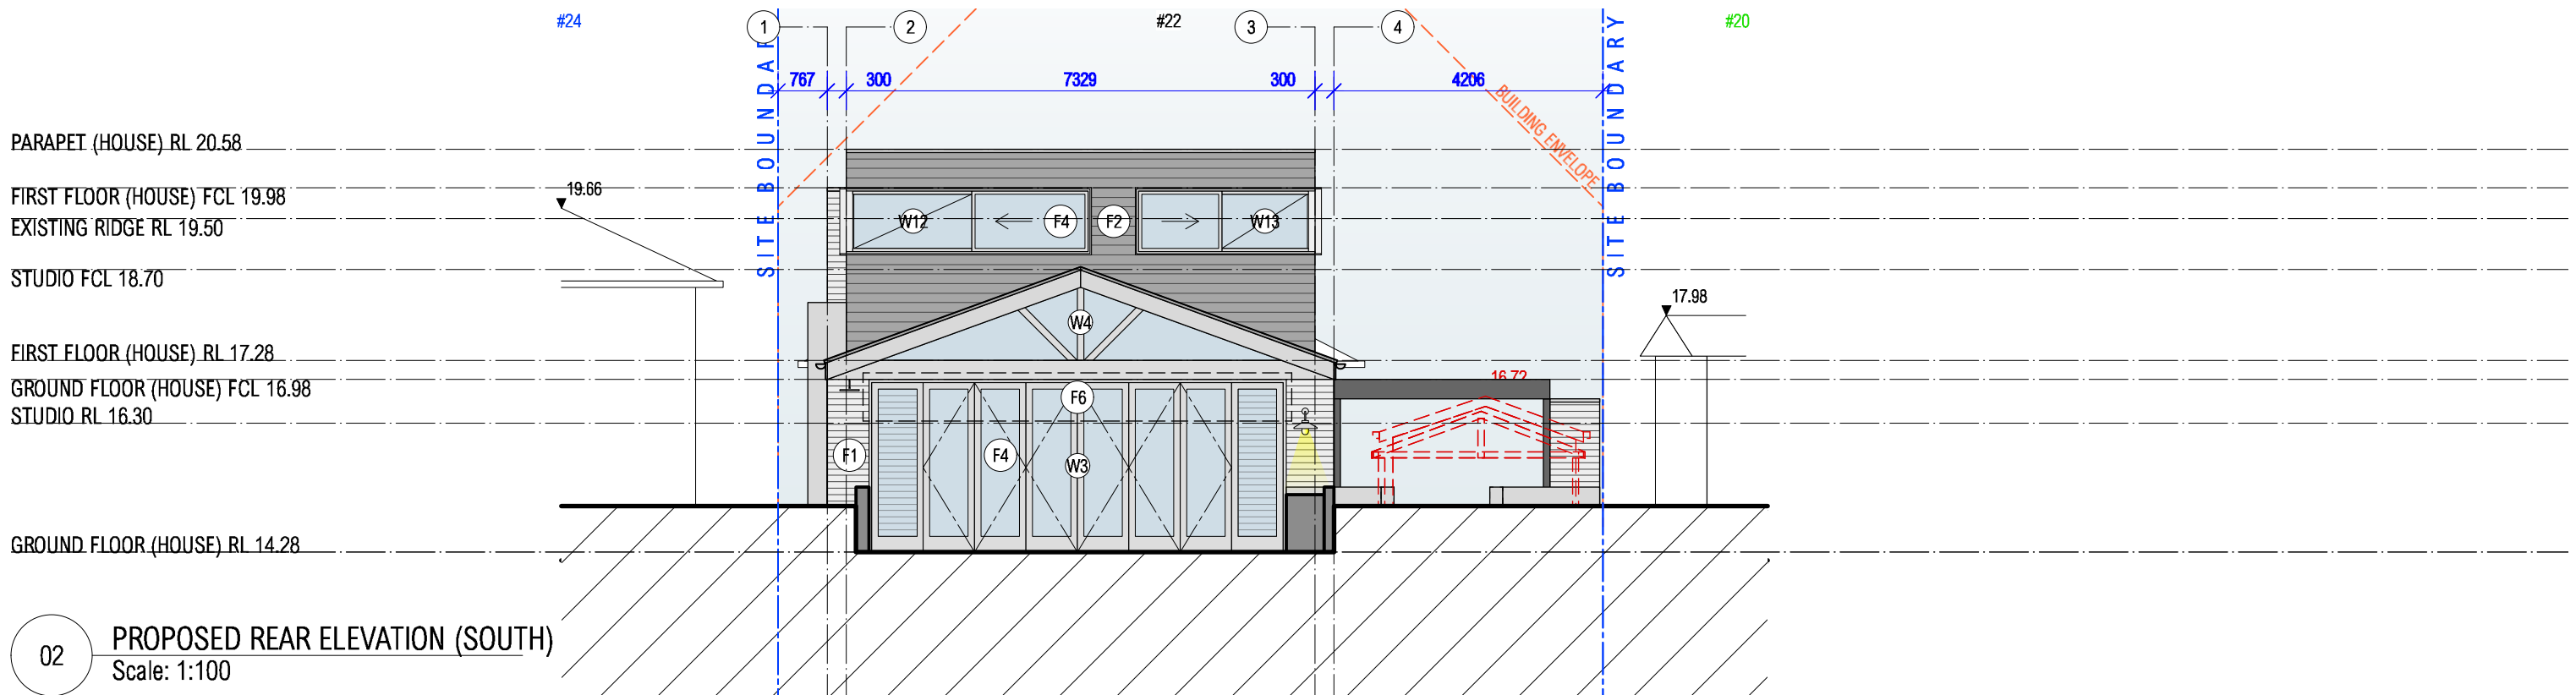 #24
#22
#20
1
2
3
4
767
300
7329
300
4206
SITE BOUNDARY
SITE BOUNDARY
BUILDING ENVELOPE
PARAPET (HOUSE) RL 20.58
FIRST FLOOR (HOUSE) FCL 19.98
19.66
EXISTING RIDGE RL 19.50
W12
F4
F2
W13
STUDIO FCL 18.70
17.98
W4
FIRST FLOOR (HOUSE) RL 17.28
GROUND FLOOR (HOUSE) FCL 16.98
16.72
F6
STUDIO RL 16.30
F1
F4
W3
GROUND FLOOR (HOUSE) RL 14.28
02
PROPOSED REAR ELEVATION (SOUTH)
Scale: 1:100